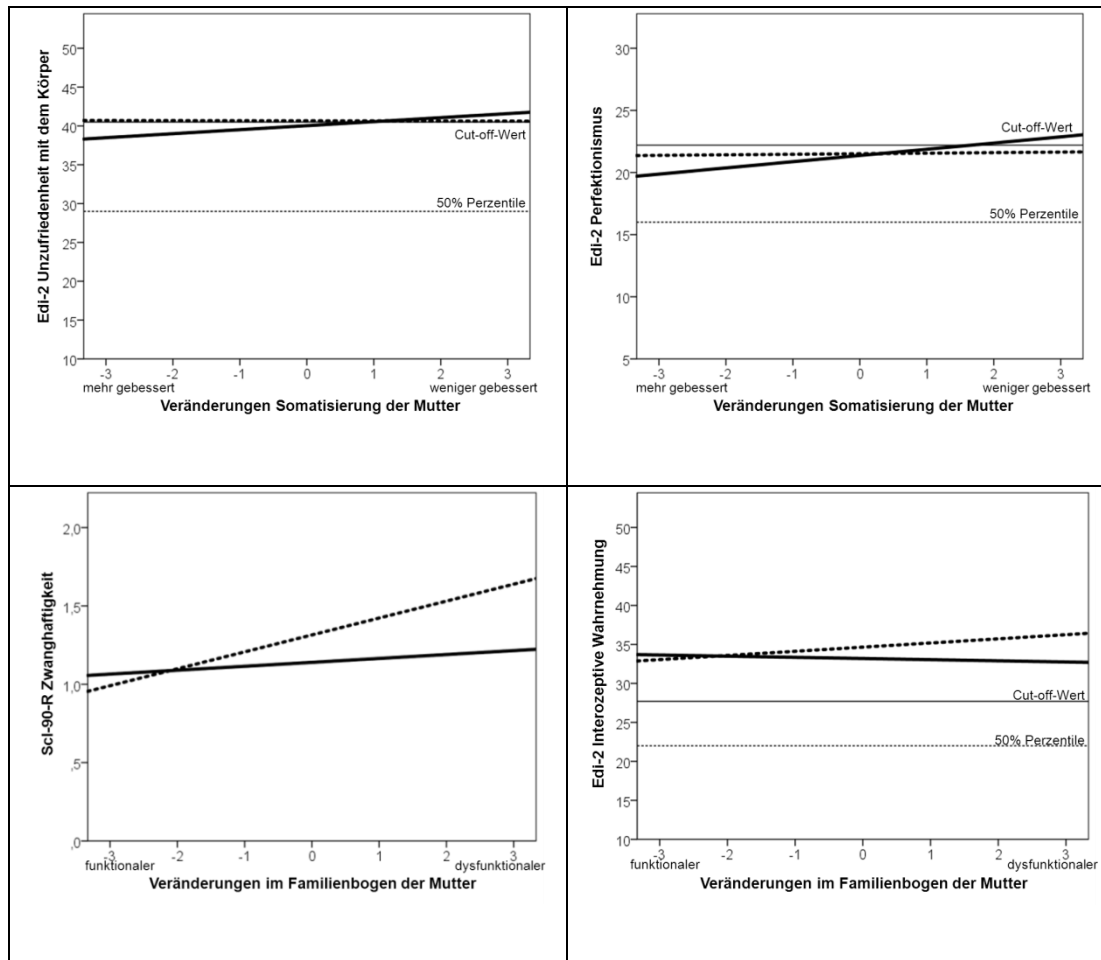 Edi-2 Unzufriedenheit mit dem Körper
50
45
40
35
30
25
20
15
10
Cut-off-Wert
50% Perzentile
-3 -2 -1 0 1 2 3
mehr gebessert weniger gebessert
Veränderungen Somatisierung der Mutter
Edi-2 Perfektionismus
30
25
20
15
10
5
Cut-off-Wert
50% Perzentile
-3 -2 -1 0 1 2 3
mehr gebessert weniger gebessert
Veränderungen Somatisierung der Mutter
Scl-90-R Zwanghaftigkeit
2,0
1,5
1,0
,5
,0
-3 -2 -1 0 1 2 3
funktionaler dysfunktionaler
Veränderungen im Familienbogen der Mutter
Edi-2 Interozeptive Wahrnehmung
50
45
40
35
30
25
20
15
10
Cut-off-Wert
50% Perzentile
-3 -2 -1 0 1 2 3
funktionaler dysfunktionaler
Veränderungen im Familienbogen der Mutter